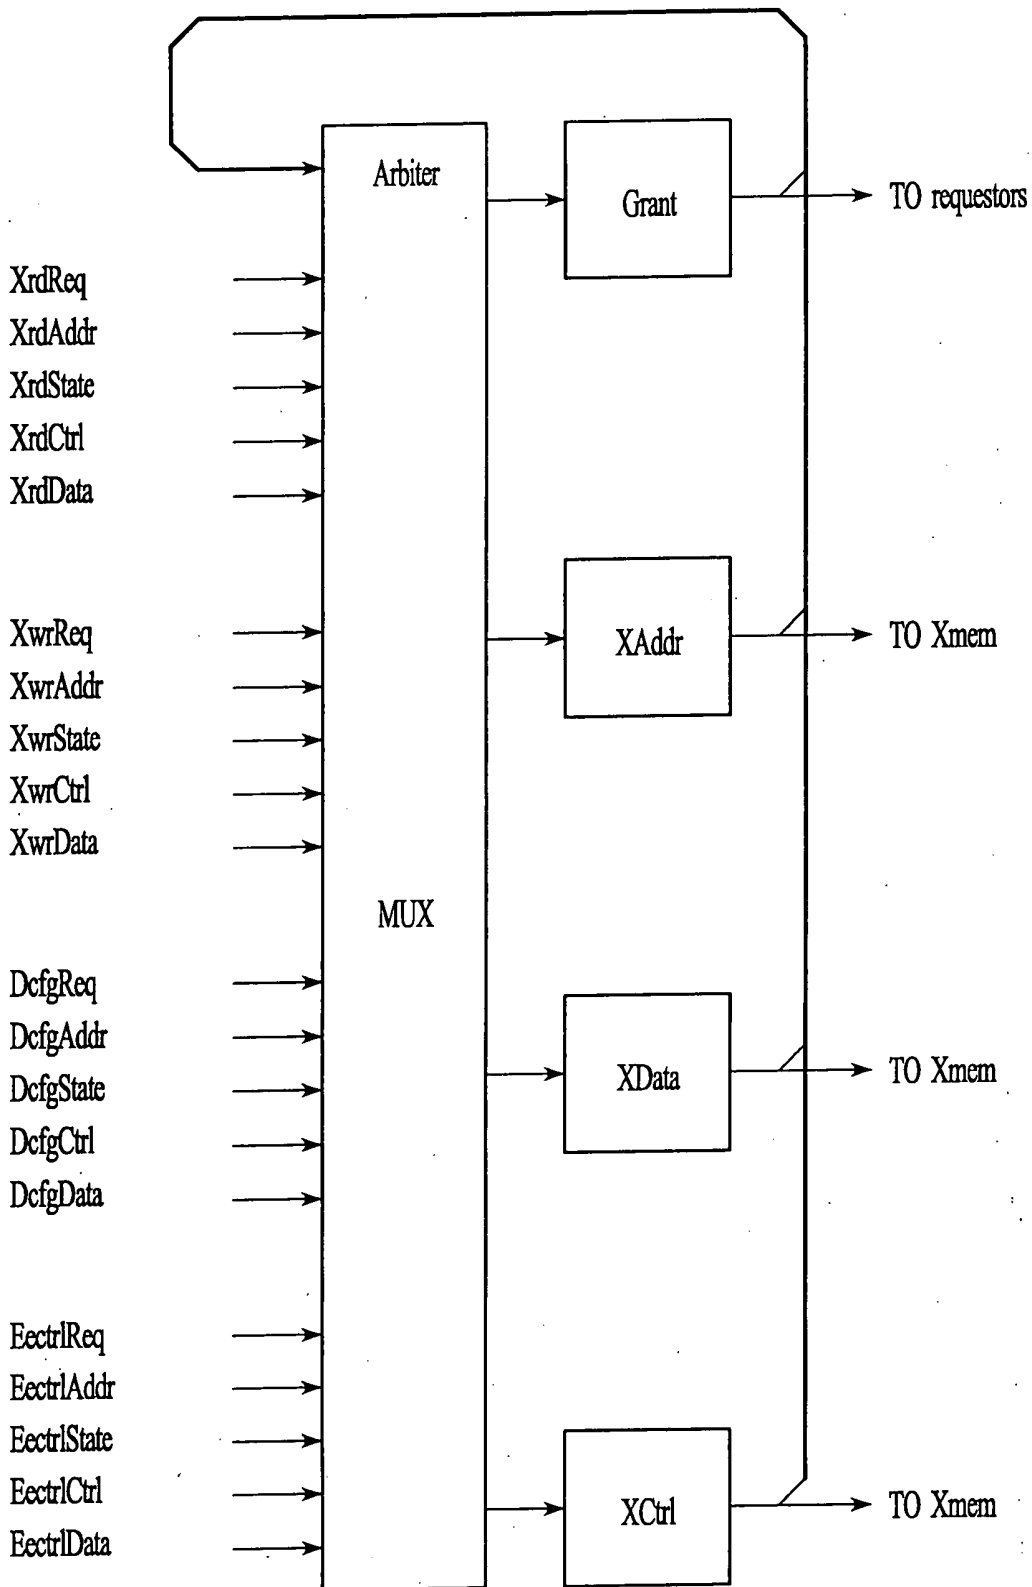 Arbiter
Grant
TO requestors
XrdReq
XrdAddr
XrdState
XrdCtrl
XrdData
XwrReq
XwrAddr
XwrState
XwrCtrl
XwrData
XAddr
TO Xmem
MUX
DcfgReq
DcfgAddr
DcfgState
DcfgCtrl
DcfgData
XData
TO Xmem
EectrlReq
EectrlAddr
EectrlState
EectrlCtrl
EectrlData
XCtrl
TO Xmem